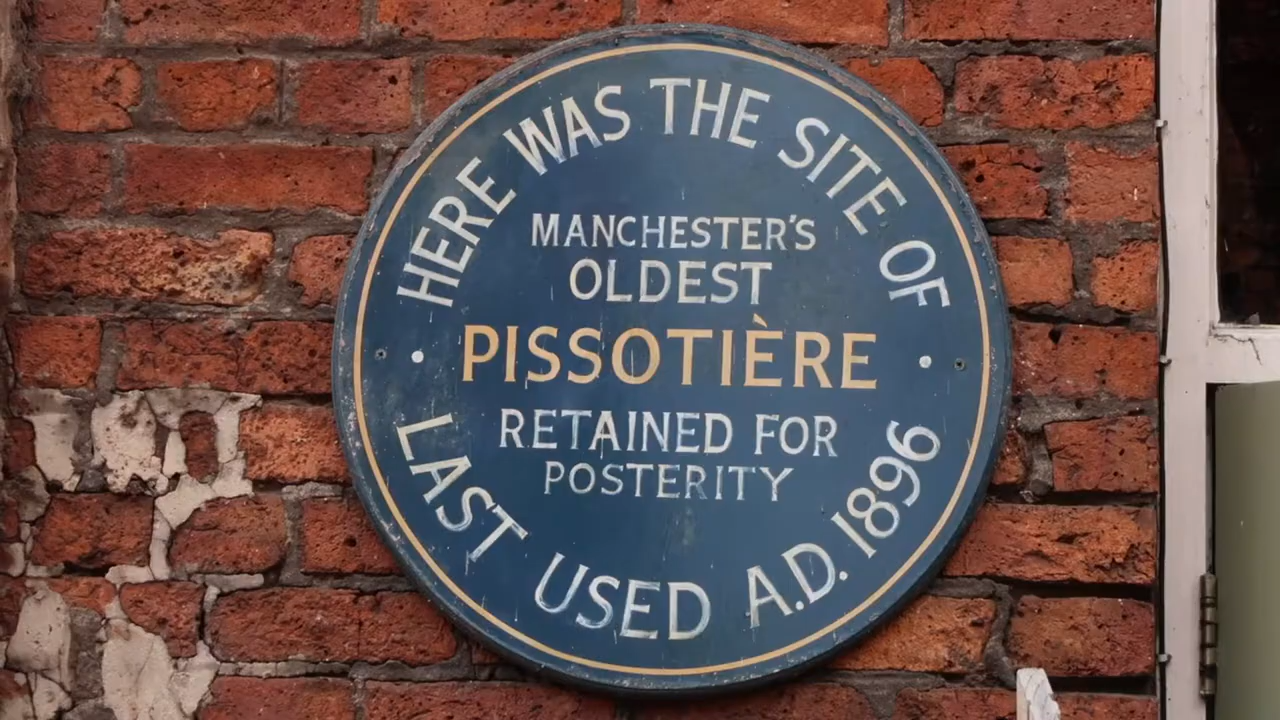 HERE WAS THE SITE OF
MANCHESTER'S
OLDEST
PISSOTIÈRE
RETAINED FOR
POSTERITY
LAST USED A.D. 1896